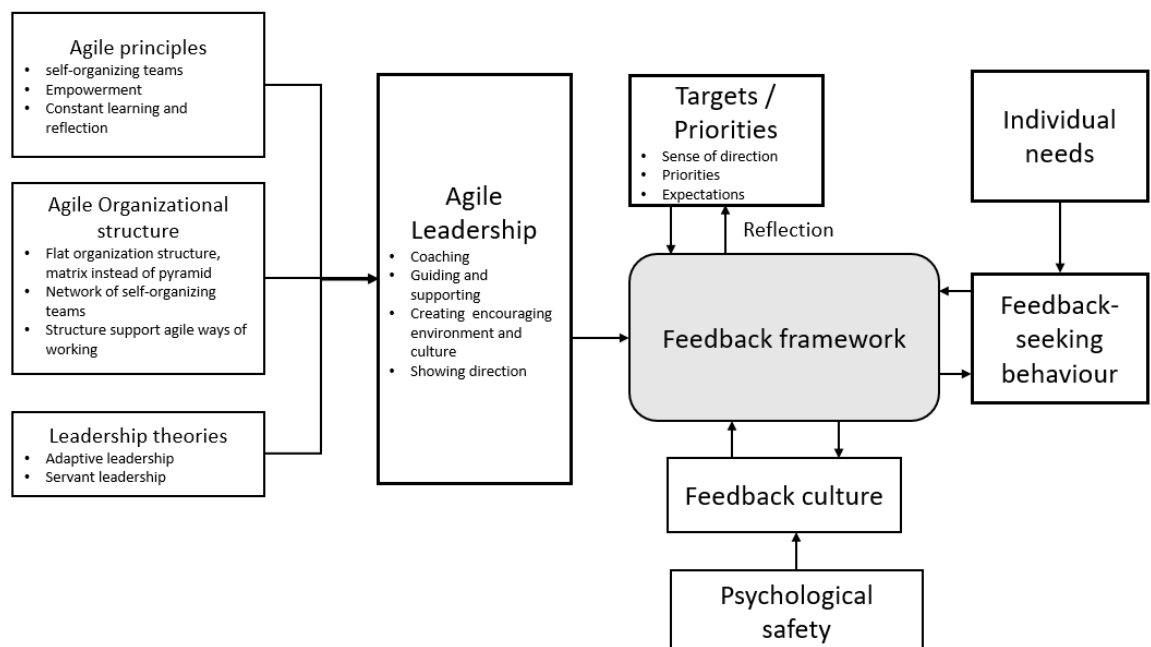 Agile principles
• self-organizing teams
• Empowerment
• Constant learning and
reflection
Agile Organizational
structure
• Flat organization structure,
matrix instead of pyramid
• Network of self-organizing
teams
• Structure support agile ways of
working
Leadership theories
• Adaptive leadership
• Servant leadership
Agile
Leadership
• Coaching
• Guiding and
supporting
• Creating encouraging
environment and
culture
• Showing direction
Targets /
Priorities
• Sense of direction
• Priorities
• Expectations
Reflection
Feedback framework
Individual
needs
Feedback-
seeking
behaviour
Feedback culture
Psychological
safety